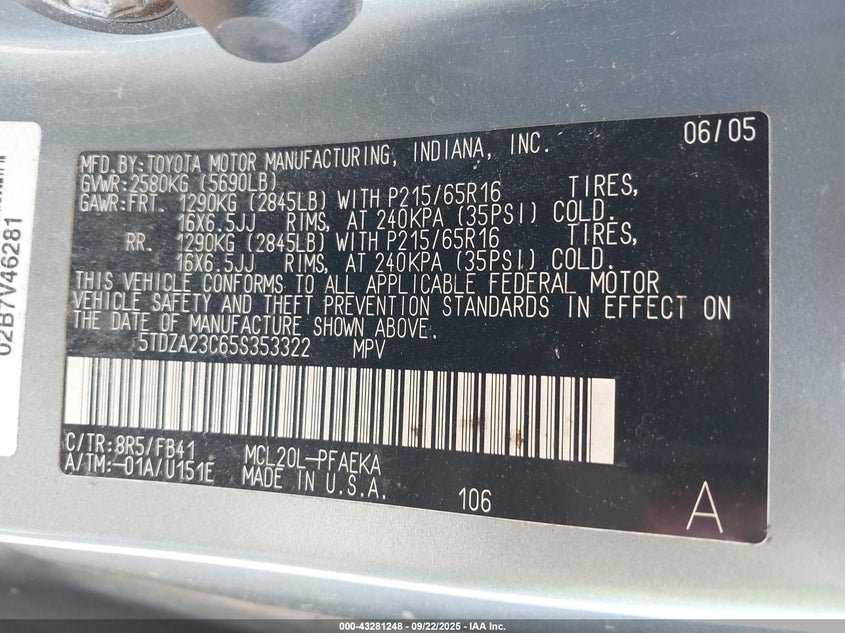 06/05
MFD.BY:TOYOTA MOTOR MANUFACTURING, INDIANA, INC.
GVWR:2580KG (5690LB)
GAWR:FRT. 1290KG (2845LB) WITH P215/65R16 TIRES,
16X6.5JJ RIMS, AT 240KPA (35PSI) COLD.
RR. 1290KG (2845LB) WITH P215/65R16 TIRES,
16X6.5JJ RIMS, AT 240KPA (35PSI) COLD.
THIS VEHICLE CONFORMS TO ALL APPLICABLE FEDERAL MOTOR
VEHICLE SAFETY AND THEFT PREVENTION STANDARDS IN EFFECT ON
THE DATE OF MANUFACTURE SHOWN ABOVE.
5TDZA23C65S353322 MPV
C/TR:8R5/FB41 MCL20L-PFAEKA
A/TM:-01A/U151E MADE IN U.S.A.
106
A
02B7V46281
000-43281248 - 09/22/2025 - IAA Inc.